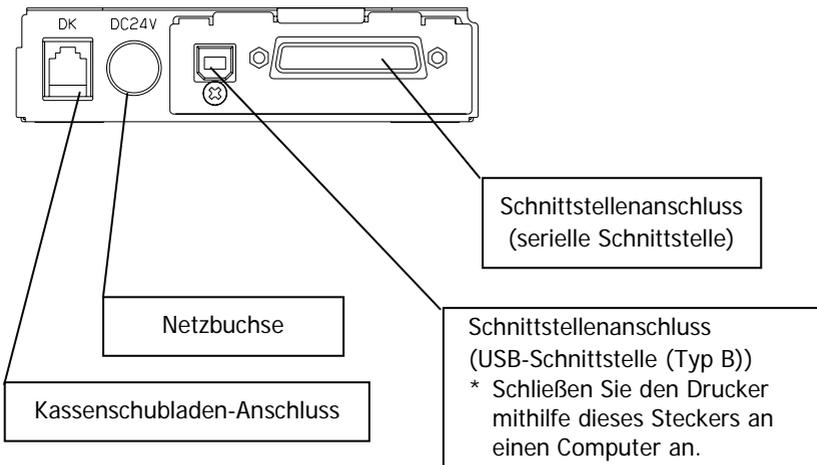 DK DC24V
Schnittstellenanschluss
(serielle Schnittstelle)
Netzbuchse
Kassenschubladen-Anschluss
Schnittstellenanschluss
(USB-Schnittstelle (Typ B))
* Schließen Sie den Drucker
mithilfe dieses Steckers an
einen Computer an.